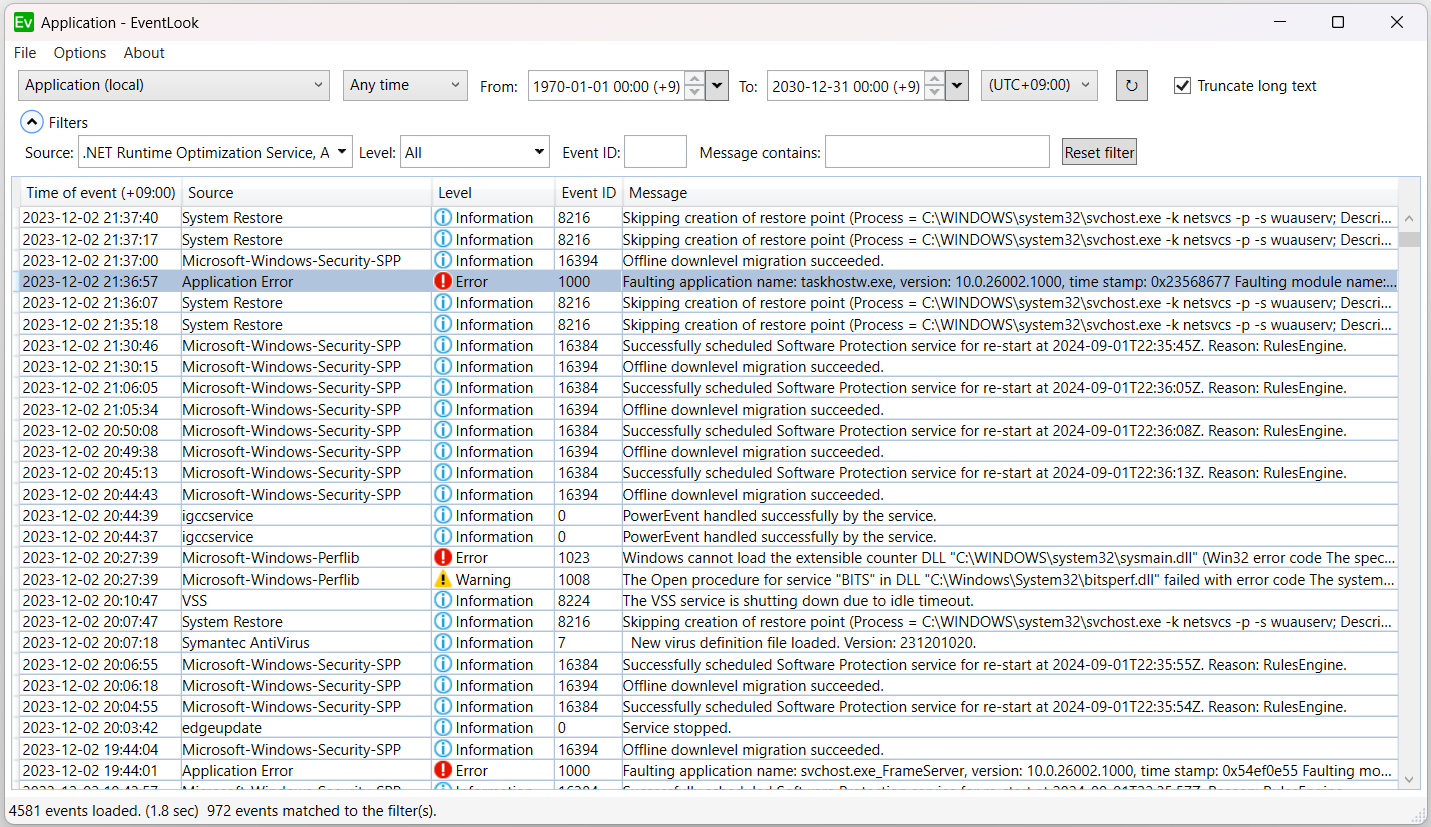 Ev Application - EventLook
File Options About
Application (local) Any time From: 1970-01-01 00:00 (+9) To: 2030-12-31 00:00 (+9) (UTC+09:00) ↻ Truncate long text
Filters
Source: .NET Runtime Optimization Service, A Level: All Event ID: Message contains: Reset filter
Time of event (+09:00) Source Level Event ID Message
2023-12-02 21:37:40 System Restore Information 8216 Skipping creation of restore point (Process = C:\WINDOWS\system32\svchost.exe -k netsvcs -p -s wuauserv; Descri...
2023-12-02 21:37:17 System Restore Information 8216 Skipping creation of restore point (Process = C:\WINDOWS\system32\svchost.exe -k netsvcs -p -s wuauserv; Descri...
2023-12-02 21:37:00 Microsoft-Windows-Security-SPP Information 16394 Offline downlevel migration succeeded.
2023-12-02 21:36:57 Application Error Error 1000 Faulting application name: taskhostw.exe, version: 10.0.26002.1000, time stamp: 0x23568677 Faulting module name:...
2023-12-02 21:36:07 System Restore Information 8216 Skipping creation of restore point (Process = C:\WINDOWS\system32\svchost.exe -k netsvcs -p -s wuauserv; Descri...
2023-12-02 21:35:18 System Restore Information 8216 Skipping creation of restore point (Process = C:\WINDOWS\system32\svchost.exe -k netsvcs -p -s wuauserv; Descri...
2023-12-02 21:30:46 Microsoft-Windows-Security-SPP Information 16384 Successfully scheduled Software Protection service for re-start at 2024-09-01T22:35:45Z. Reason: RulesEngine.
2023-12-02 21:30:15 Microsoft-Windows-Security-SPP Information 16394 Offline downlevel migration succeeded.
2023-12-02 21:06:05 Microsoft-Windows-Security-SPP Information 16384 Successfully scheduled Software Protection service for re-start at 2024-09-01T22:36:05Z. Reason: RulesEngine.
2023-12-02 21:05:34 Microsoft-Windows-Security-SPP Information 16394 Offline downlevel migration succeeded.
2023-12-02 20:50:08 Microsoft-Windows-Security-SPP Information 16384 Successfully scheduled Software Protection service for re-start at 2024-09-01T22:36:08Z. Reason: RulesEngine.
2023-12-02 20:49:38 Microsoft-Windows-Security-SPP Information 16394 Offline downlevel migration succeeded.
2023-12-02 20:45:13 Microsoft-Windows-Security-SPP Information 16384 Successfully scheduled Software Protection service for re-start at 2024-09-01T22:36:13Z. Reason: RulesEngine.
2023-12-02 20:44:43 Microsoft-Windows-Security-SPP Information 16394 Offline downlevel migration succeeded.
2023-12-02 20:44:39 igccservice Information 0 PowerEvent handled successfully by the service.
2023-12-02 20:44:37 igccservice Information 0 PowerEvent handled successfully by the service.
2023-12-02 20:27:39 Microsoft-Windows-Perflib Error 1023 Windows cannot load the extensible counter DLL "C:\WINDOWS\system32\sysmain.dll" (Win32 error code The spec...
2023-12-02 20:27:39 Microsoft-Windows-Perflib Warning 1008 The Open procedure for service "BITS" in DLL "C:\Windows\System32\bitsperf.dll" failed with error code The system...
2023-12-02 20:10:47 VSS Information 8224 The VSS service is shutting down due to idle timeout.
2023-12-02 20:07:47 System Restore Information 8216 Skipping creation of restore point (Process = C:\WINDOWS\system32\svchost.exe -k netsvcs -p -s wuauserv; Descri...
2023-12-02 20:07:18 Symantec AntiVirus Information 7 New virus definition file loaded. Version: 231201020.
2023-12-02 20:06:55 Microsoft-Windows-Security-SPP Information 16384 Successfully scheduled Software Protection service for re-start at 2024-09-01T22:35:55Z. Reason: RulesEngine.
2023-12-02 20:06:18 Microsoft-Windows-Security-SPP Information 16394 Offline downlevel migration succeeded.
2023-12-02 20:04:55 Microsoft-Windows-Security-SPP Information 16384 Successfully scheduled Software Protection service for re-start at 2024-09-01T22:35:54Z. Reason: RulesEngine.
2023-12-02 20:03:42 edgeupdate Information 0 Service stopped.
2023-12-02 19:44:04 Microsoft-Windows-Security-SPP Information 16394 Offline downlevel migration succeeded.
2023-12-02 19:44:01 Application Error Error 1000 Faulting application name: svchost.exe_FrameServer, version: 10.0.26002.1000, time stamp: 0x54ef0e55 Faulting mo...
4581 events loaded. (1.8 sec) 972 events matched to the filter(s).